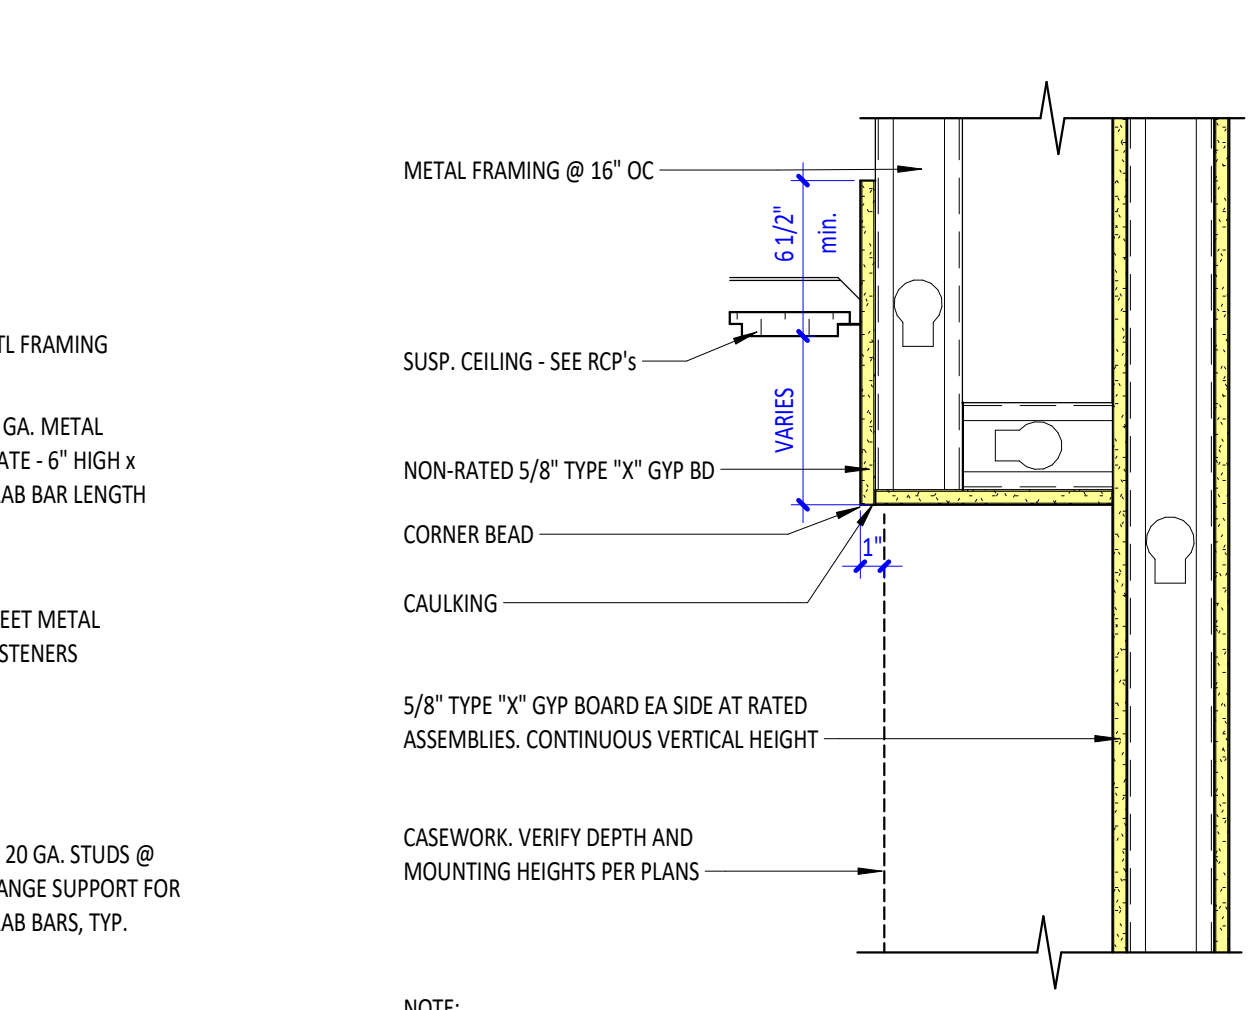 METAL FRAMING @ 16" OC
6 1/2"
min.
TL FRAMING
SUSP. CEILING - SEE RCP's
VARIES
GA. METAL
ATE - 6" HIGH x
AB BAR LENGTH
NON-RATED 5/8" TYPE "X" GYP BD
CORNER BEAD
1"
CAULKING
EET METAL
STENERS
5/8" TYPE "X" GYP BOARD EA SIDE AT RATED
ASSEMBLIES. CONTINUOUS VERTICAL HEIGHT
CASEWORK. VERIFY DEPTH AND
MOUNTING HEIGHTS PER PLANS
20 GA. STUDS @
ANGE SUPPORT FOR
AB BARS, TYP.
NOTE: